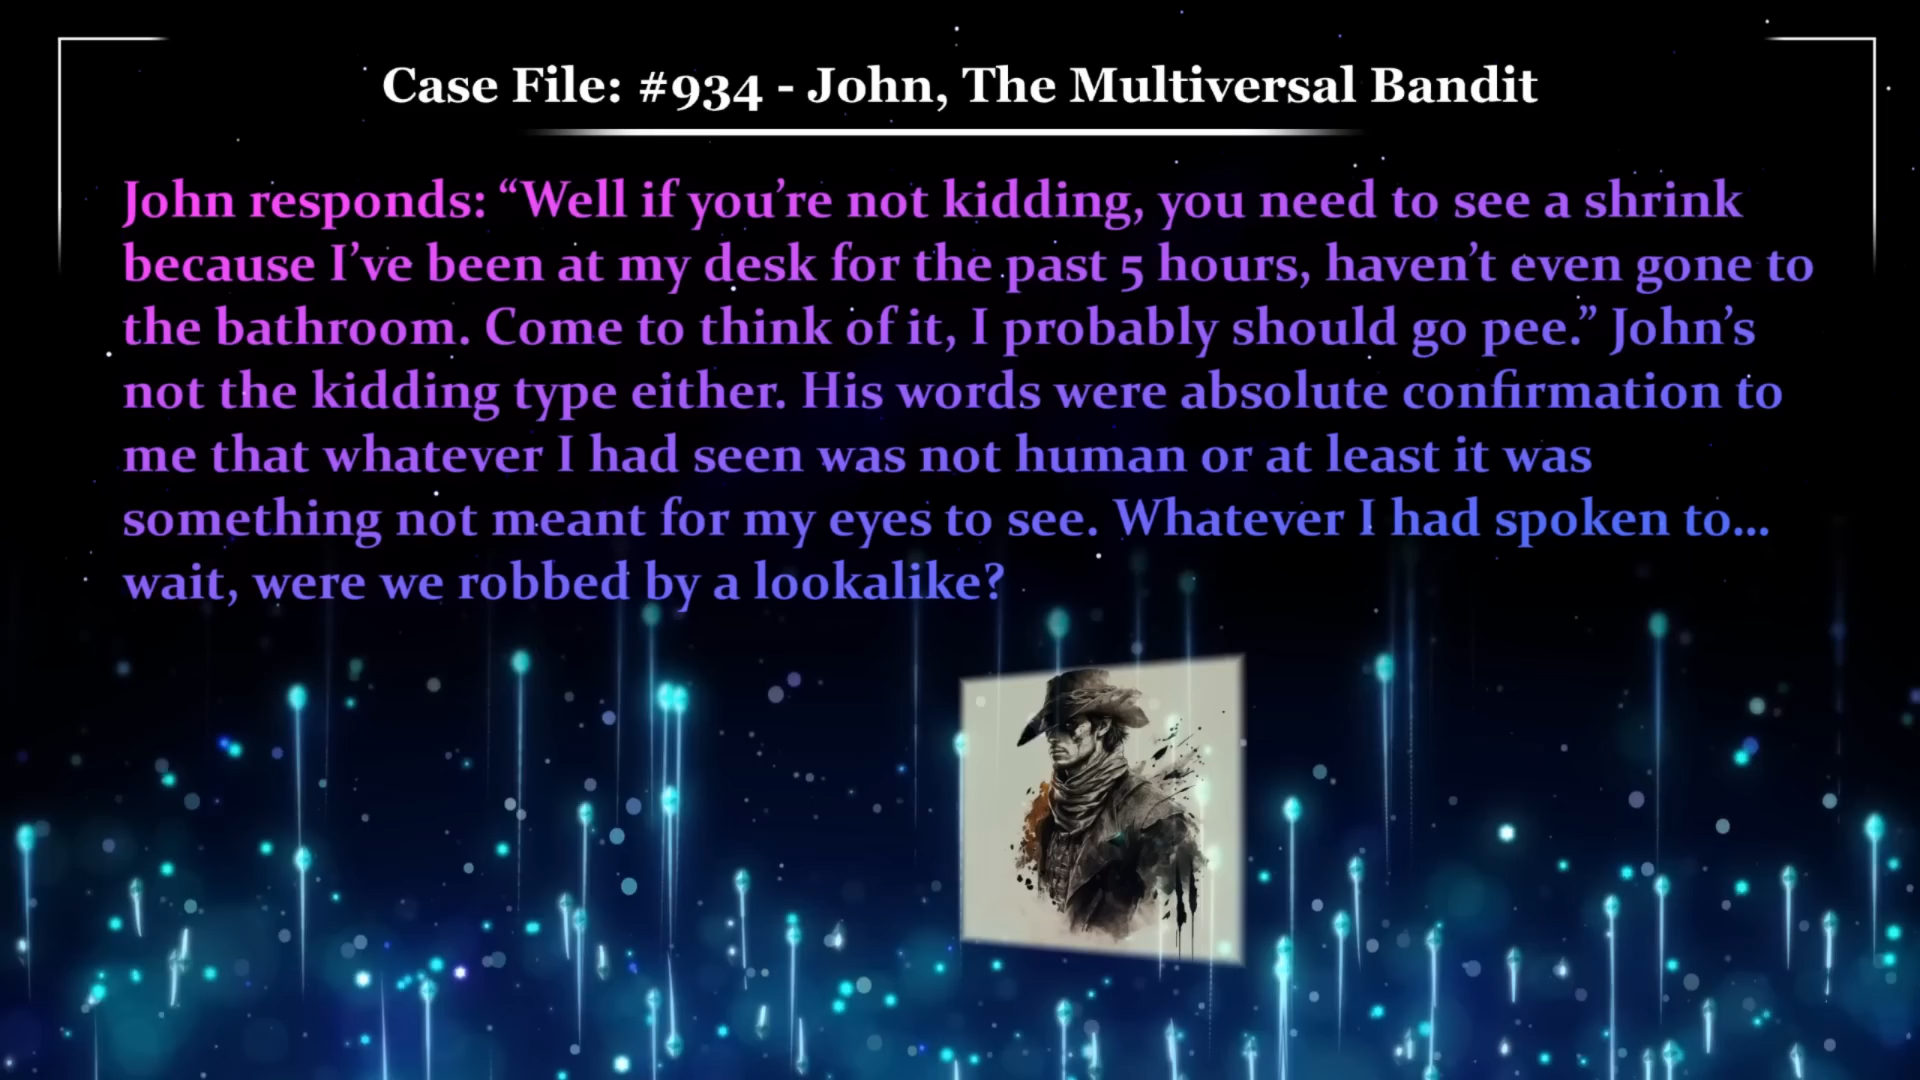 Case File: #934 - John, The Multiversal Bandit
John responds: “Well if you’re not kidding, you need to see a shrink
because I’ve been at my desk for the past 5 hours, haven’t even gone to
the bathroom. Come to think of it, I probably should go pee.” John’s
not the kidding type either. His words were absolute confirmation to
me that whatever I had seen was not human or at least it was
something not meant for my eyes to see. Whatever I had spoken to...
wait, were we robbed by a lookalike?